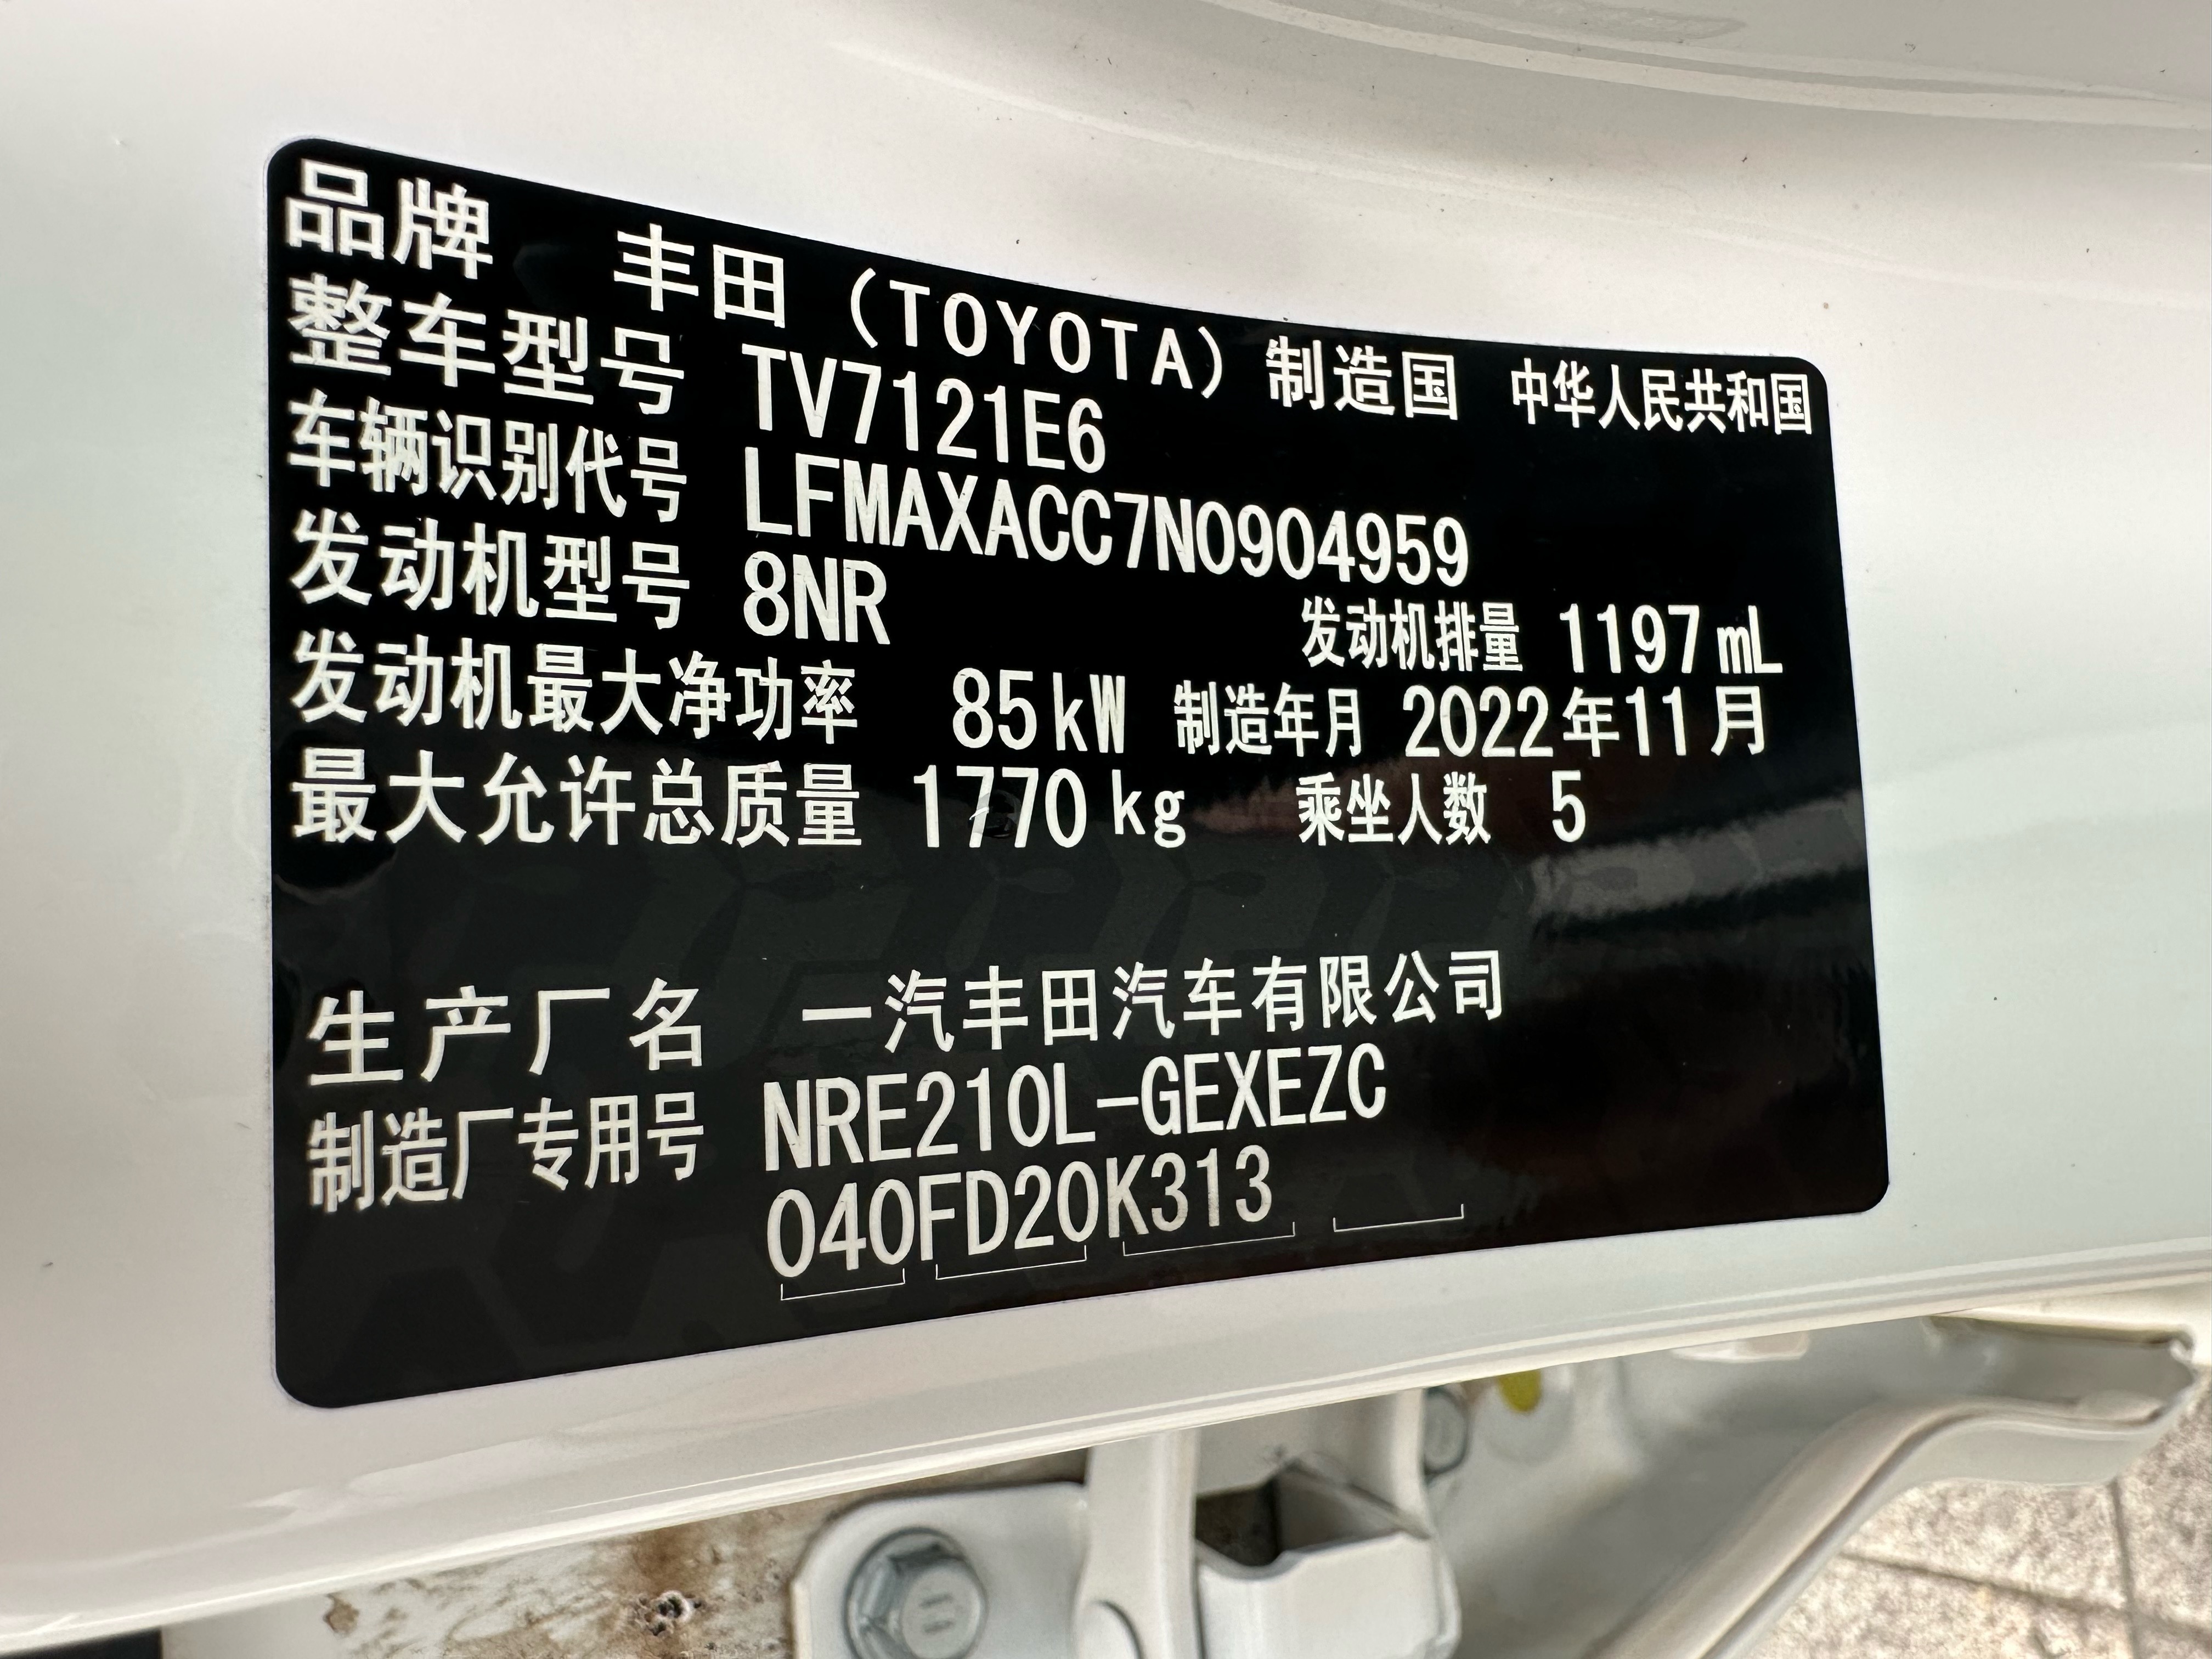 品牌 丰田（TOYOTA）制造国 中华人民共和国
整车型号 TV7121E6
车辆识别代号 LFMAXACC7N0904959
发动机型号 8NR 发动机排量 1197mL
发动机最大净功率 85kW 制造年月 2022年11月
最大允许总质量 1770kg 乘坐人数 5
生产厂名 一汽丰田汽车有限公司
制造厂专用号 NRE210L-GEXEZC
040FD20K313